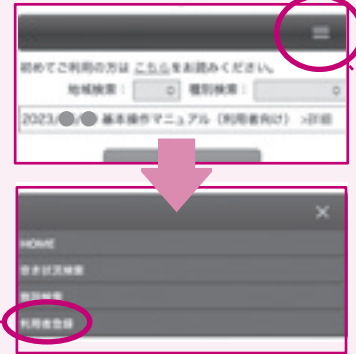 初めてご利用の方は こちらをお読みください。
地域検索： 種別検索：
2023/●/● 基本操作マニュアル（利用者向け） >詳細
HOME
空き状況検索
施設検索
利用者登録